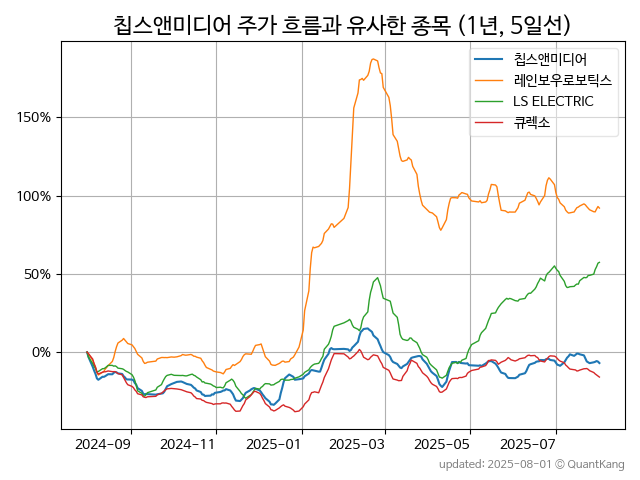 칩스앤미디어 주가 흐름과 유사한 종목 (1년, 5일선)
칩스앤미디어
레인보우로보틱스
LS ELECTRIC
큐렉소
150%
100%
50%
0%
2024-09
2024-11
2025-01
2025-03
2025-05
2025-07
updated: 2025-08-01 © QuantKang